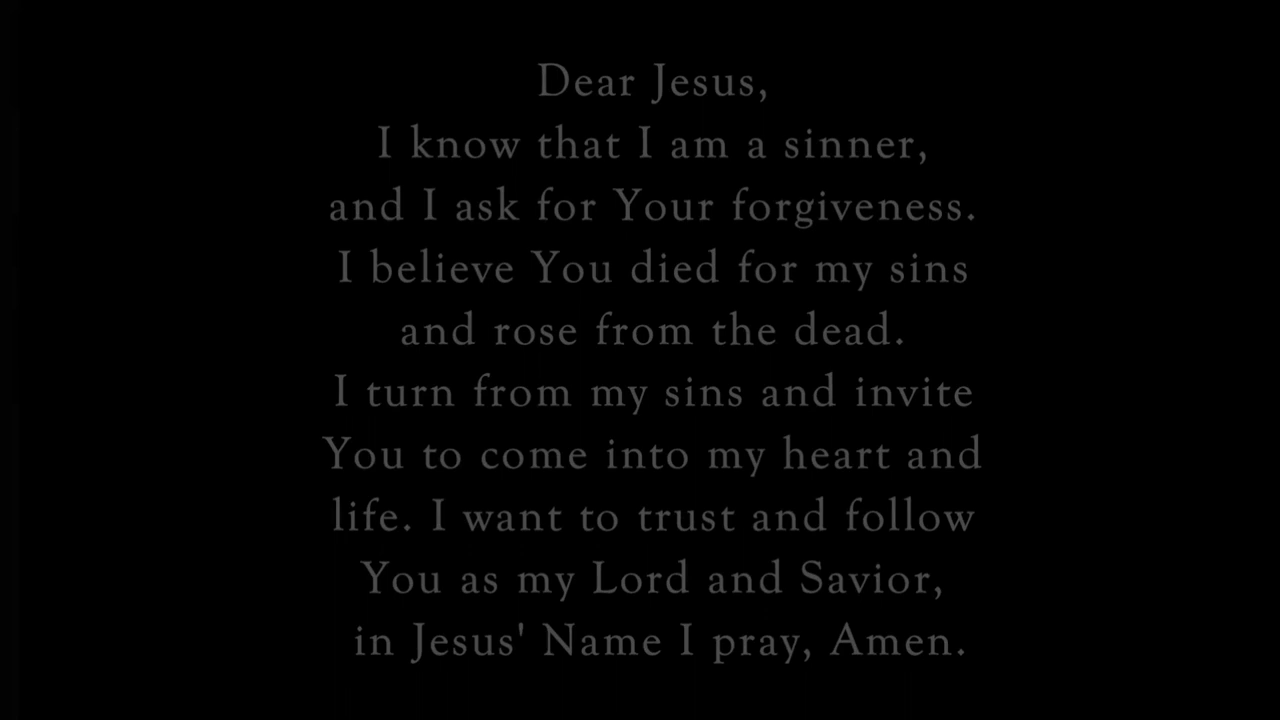 Dear Jesus,
I know that I am a sinner,
and I ask for Your forgiveness.
I believe You died for my sins
and rose from the dead.
I turn from my sins and invite
You to come into my heart and
life. I want to trust and follow
You as my Lord and Savior,
in Jesus' Name I pray, Amen.